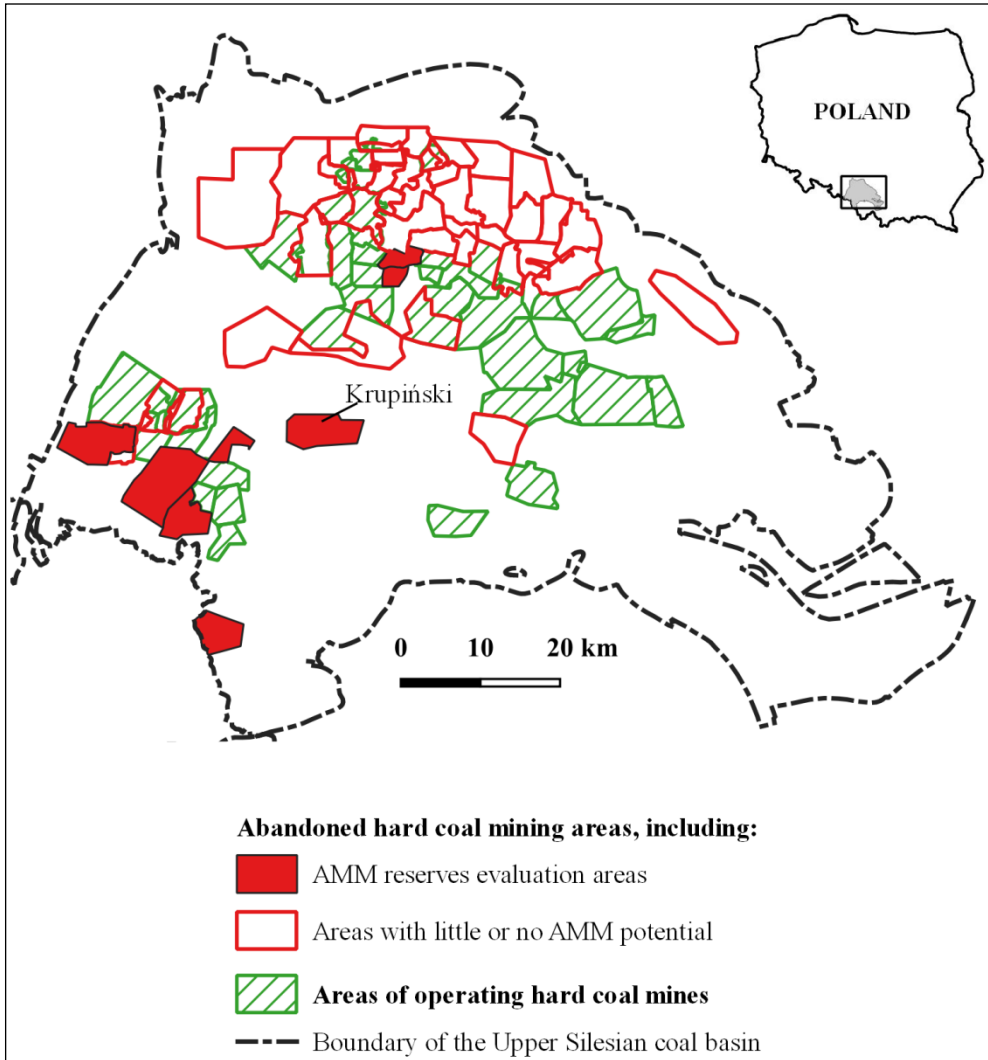 POLAND
Krupiński
0 10 20 km
Abandoned hard coal mining areas, including:
AMM reserves evaluation areas
Areas with little or no AMM potential
Areas of operating hard coal mines
Boundary of the Upper Silesian coal basin